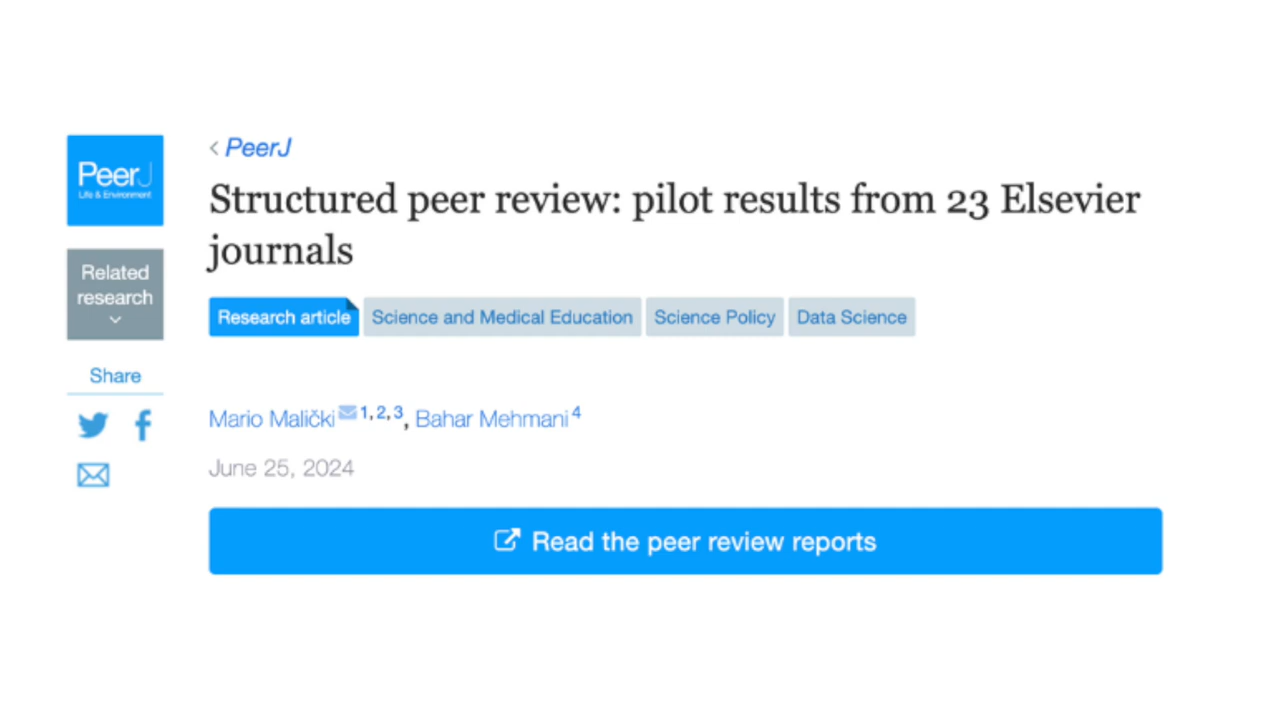 PeerJ
Life & Environment
Related
research
Share
< PeerJ
Structured peer review: pilot results from 23 Elsevier
journals
Research article
Science and Medical Education
Science Policy
Data Science
Mario Malički 1, 2, 3, Bahar Mehmani 4
June 25, 2024
Read the peer review reports